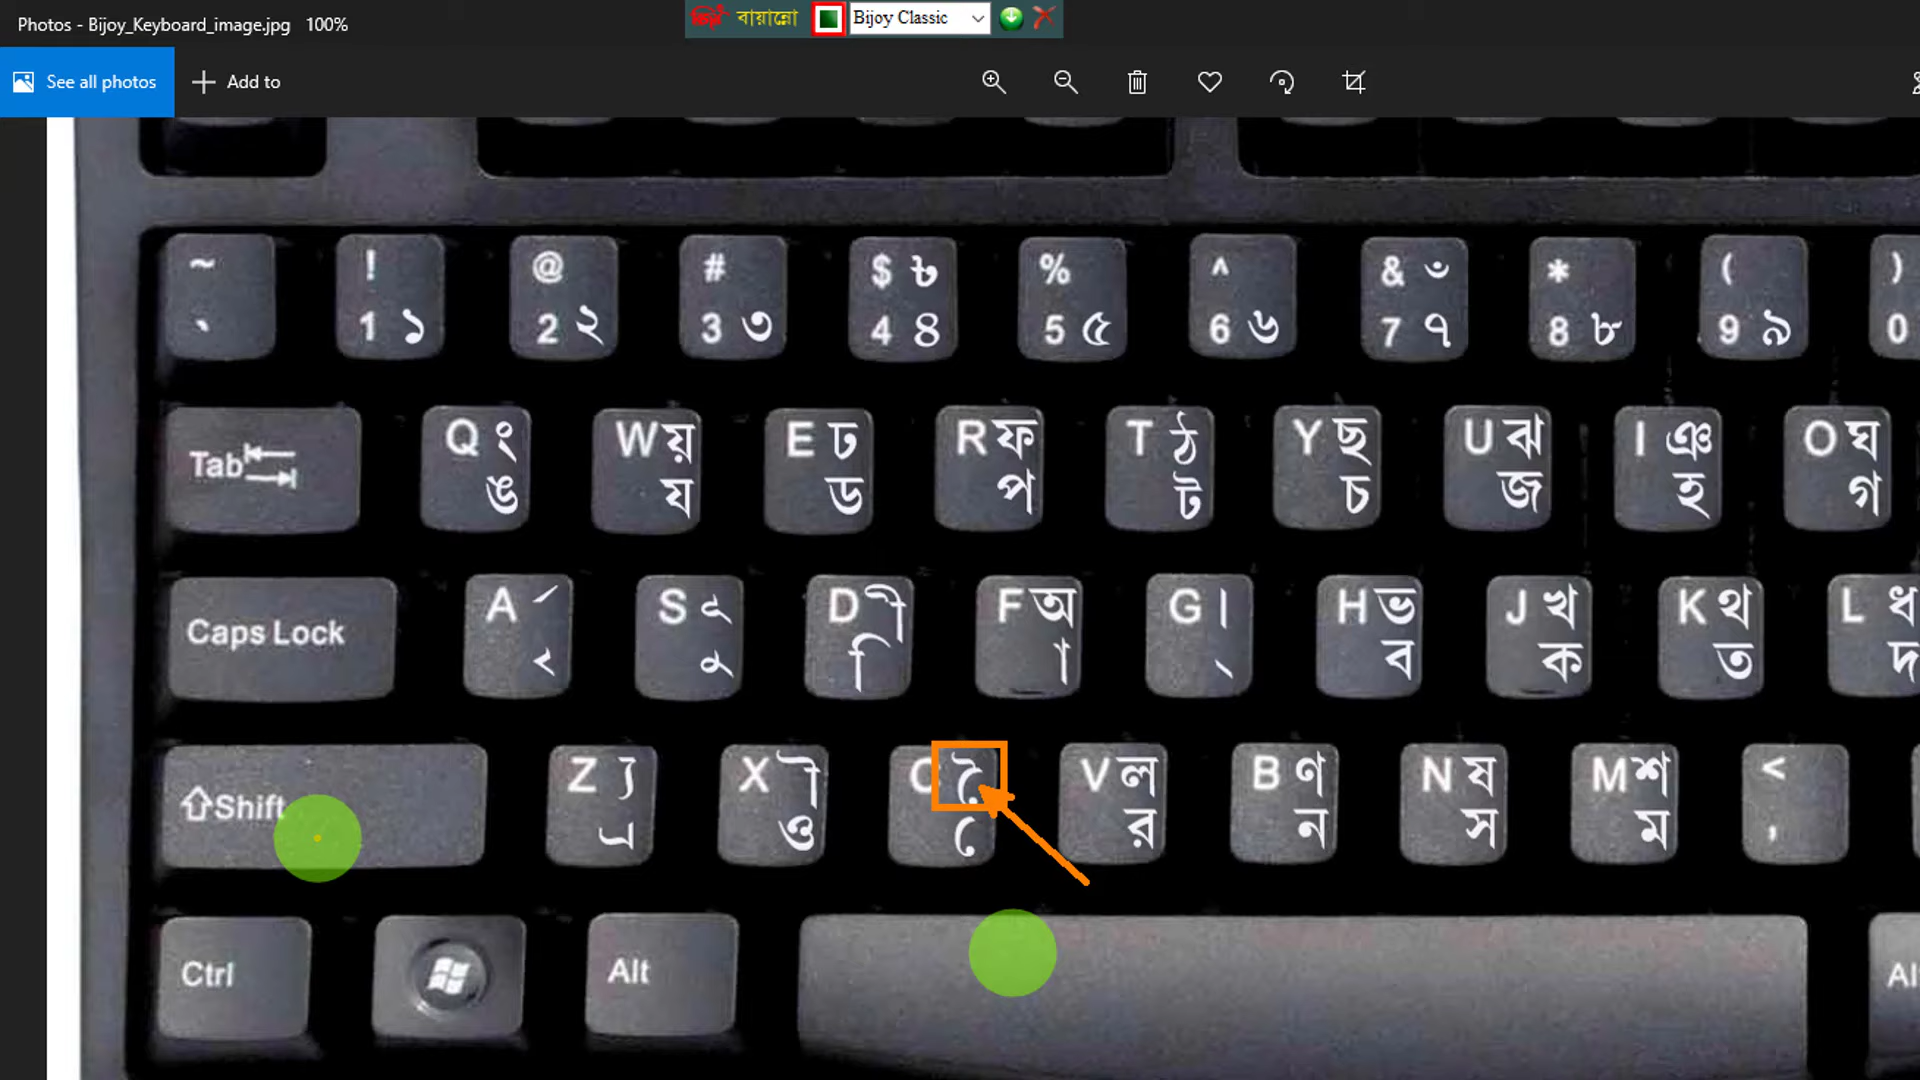 Photos - Bijoy_Keyboard_image.jpg 100%
বায়ান্নো Bijoy Classic
See all photos Add to
~ ! @ # $ ৳ % ^ & ঁ * ( )
` 1 ১ 2 ২ 3 ৩ 4 ৪ 5 ৫ 6 ৬ 7 ৭ 8 ৮ 9 ৯ 0
Tab Q ং W য় E ঢ R ফ T ঠ Y ছ U ঝ I ঞ O ঘ
ঙ য ড প ট চ জ হ গ
Caps Lock A র্ S ূ D ী F অ G । H ভ J খ K থ L ধ
ৃ ু ি া ্ ব ক ত দ
Shift Z ্য X ৗ C ৈ V ল B ণ N ষ M শ <
্র ও ে র ন স ম ,
Ctrl Alt